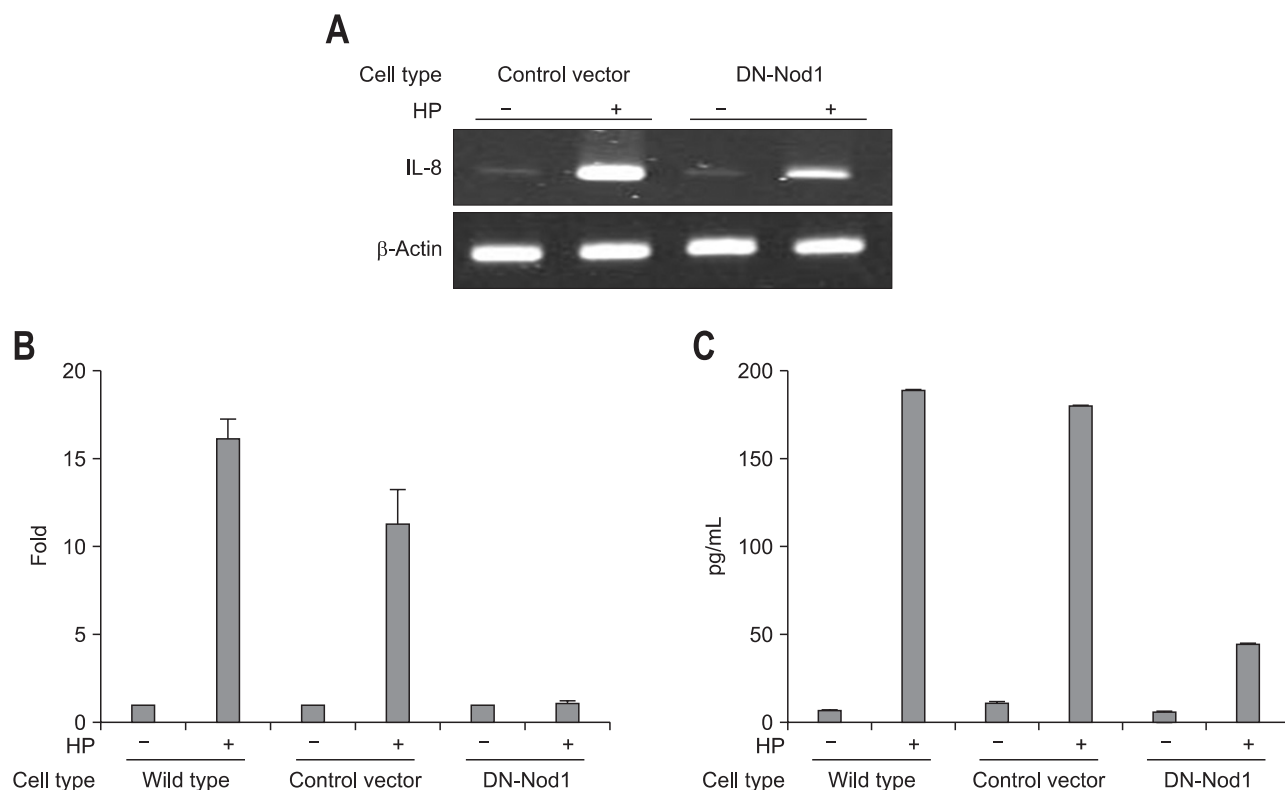 A
Cell type Control vector DN-Nod1
HP − + − +
IL-8
β-Actin
B
20
15
10
5
0
Fold
HP − + − + − +
Cell type Wild type Control vector DN-Nod1
C
200
150
100
50
0
pg/mL
HP − + − + − +
Cell type Wild type Control vector DN-Nod1